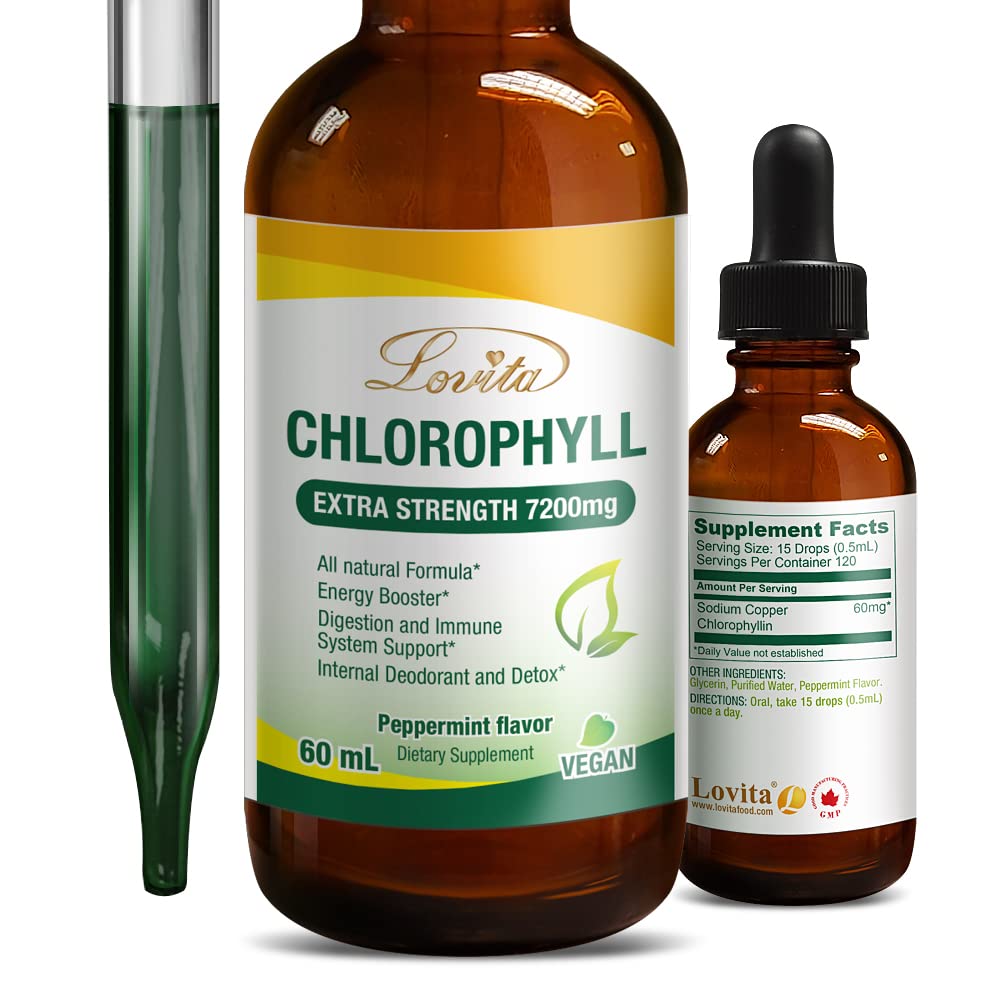 Lovita
CHLOROPHYLL
EXTRA STRENGTH 7200mg
All natural Formula*
Energy Booster*
Digestion and Immune
System Support*
Internal Deodorant and Detox*
Peppermint flavor
60 mL
Dietary Supplement
VEGAN
Supplement Facts
Serving Size: 15 Drops (0.5mL)
Servings Per Container 120
Amount Per Serving
Sodium Copper 60mg*
Chlorophyllin
*Daily Value not established
OTHER INGREDIENTS:
Glycerin, Purified Water, Peppermint Flavor.
DIRECTIONS: Oral, take 15 drops (0.5mL)
once a day.
Lovita®
www.lovitafood.com
GOOD MANUFACTURING PRACTICES
GMP